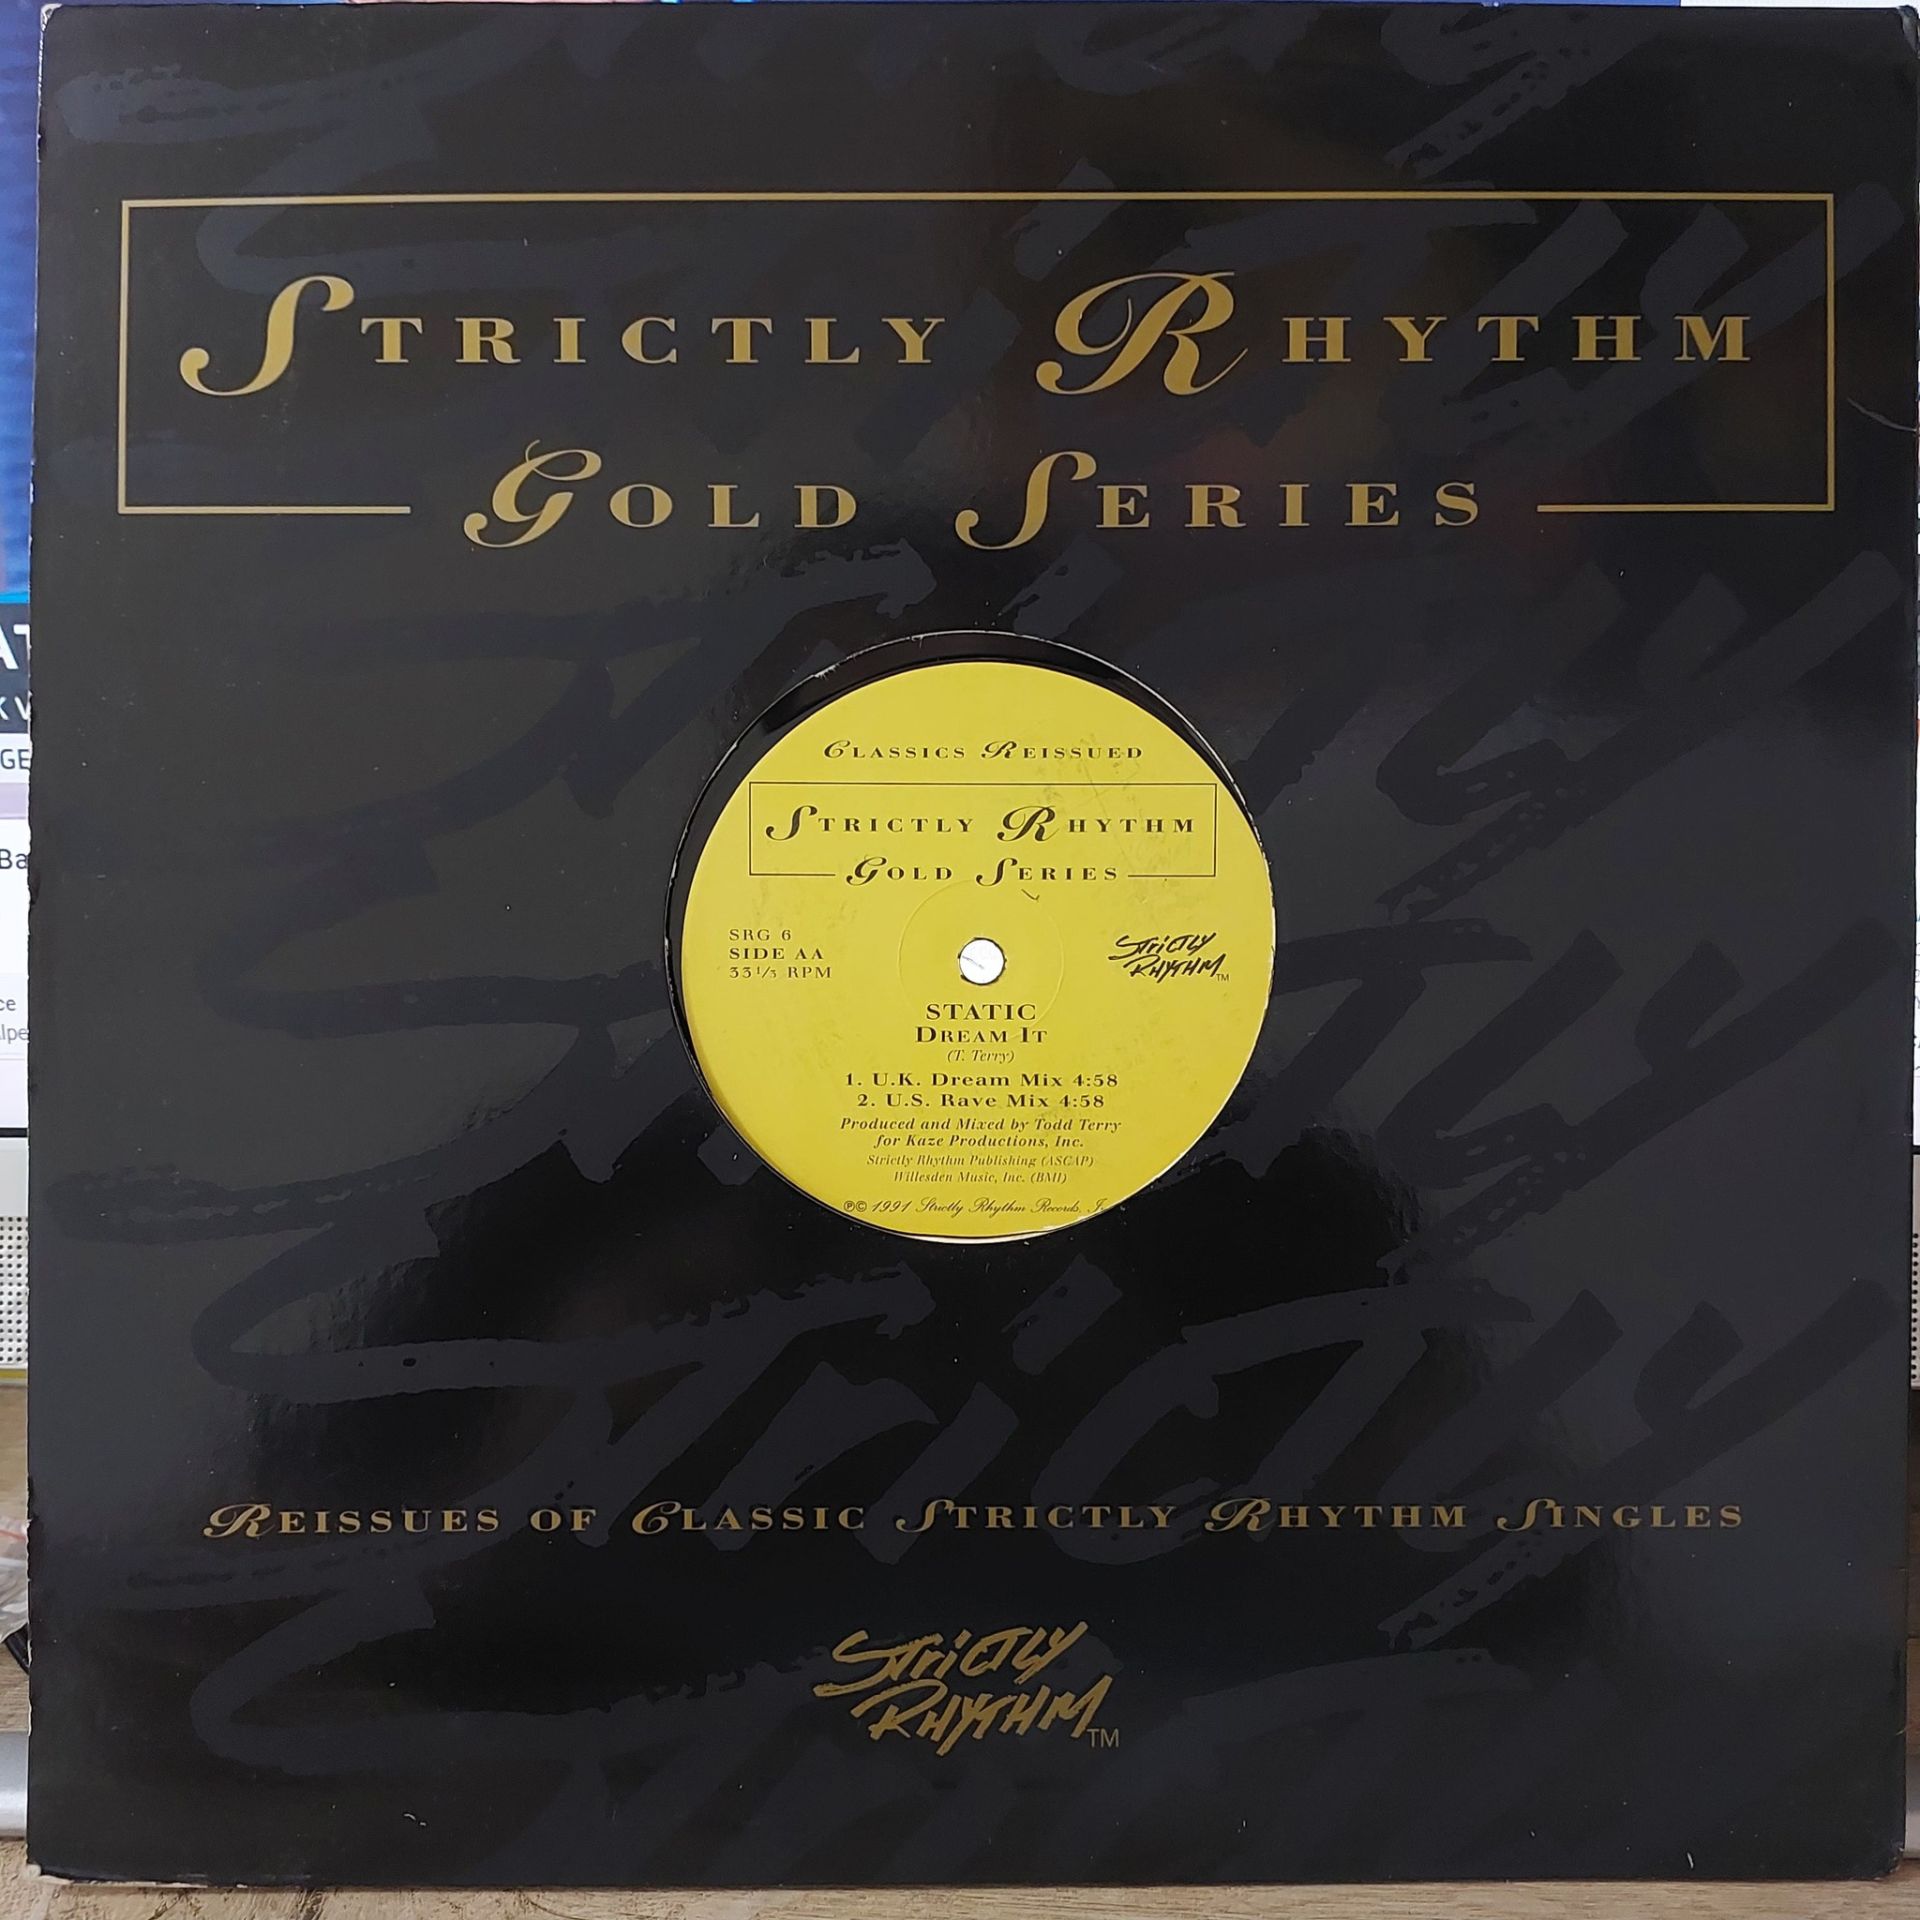 STRICTLY RHYTHM
GOLD SERIES
CLASSICS REISSUED
STRICTLY RHYTHM
GOLD SERIES
SRG 6
SIDE AA
33 1/3 RPM
STRICTLY
RHYTHM TM
STATIC
DREAM IT
(T. Terry)
1. U.K. Dream Mix 4:58
2. U.S. Rave Mix 4:58
Produced and Mixed by Todd Terry
for Kaze Productions, Inc.
Strictly Rhythm Publishing (ASCAP)
Willesden Music, Inc. (BMI)
℗© 1991 Strictly Rhythm Records, I
REISSUES OF CLASSIC STRICTLY RHYTHM SINGLES
STRICTLY
RHYTHM TM